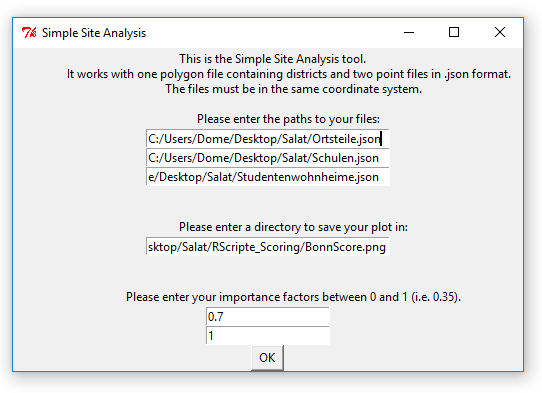 Simple Site Analysis
This is the Simple Site Analysis tool.
It works with one polygon file containing districts and two point files in .json format.
The files must be in the same coordinate system.
Please enter the paths to your files:
C:/Users/Dome/Desktop/Salat/Ortsteile.json
C:/Users/Dome/Desktop/Salat/Schulen.json
e/Desktop/Salat/Studentenwohnheime.json
Please enter a directory to save your plot in:
sktop/Salat/RScripte_Scoring/BonnScore.png
Please enter your importance factors between 0 and 1 (i.e. 0.35).
0.7
1
OK